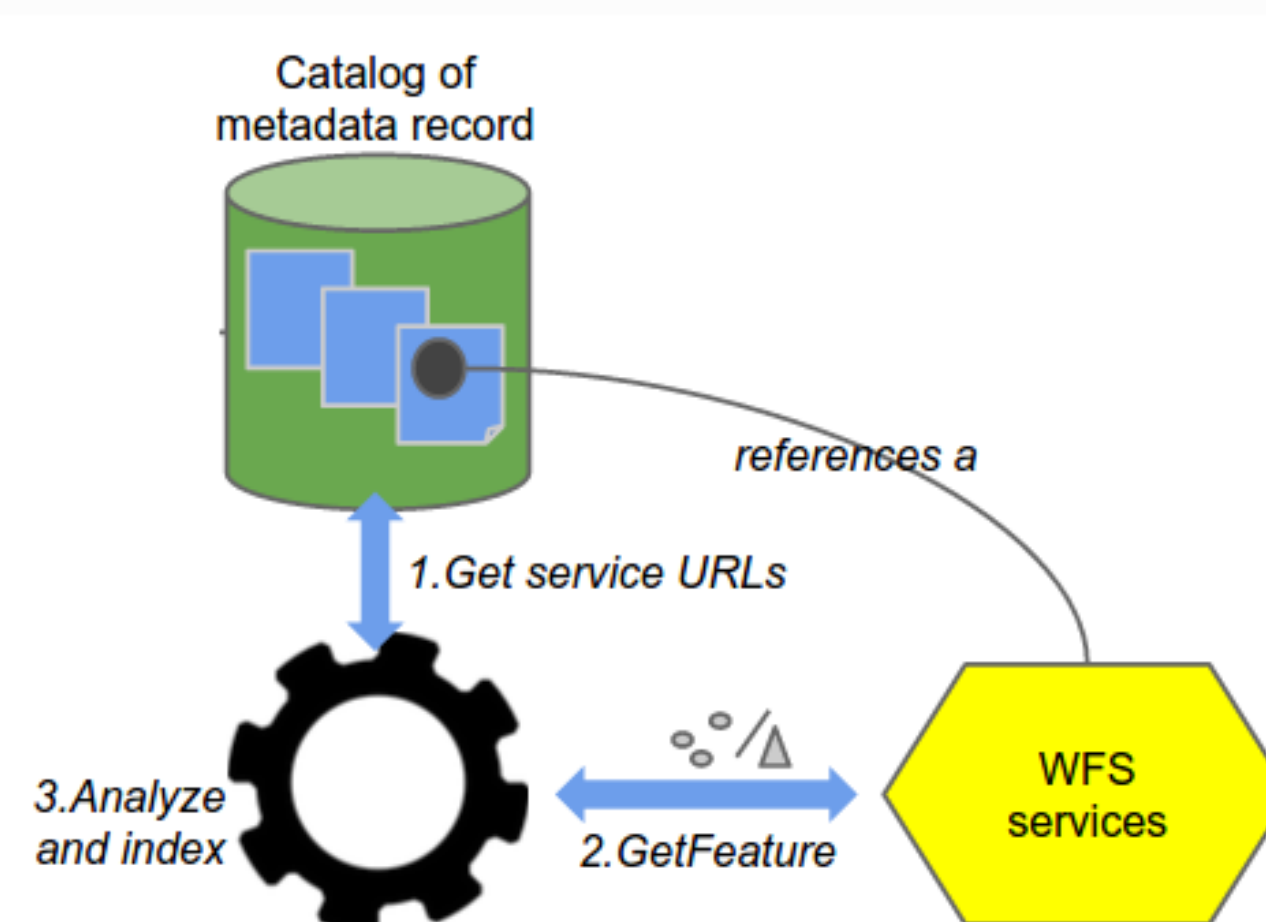 Catalog of
metadata record
references a
1.Get service URLs
WFS
services
3.Analyze
and index
2.GetFeature